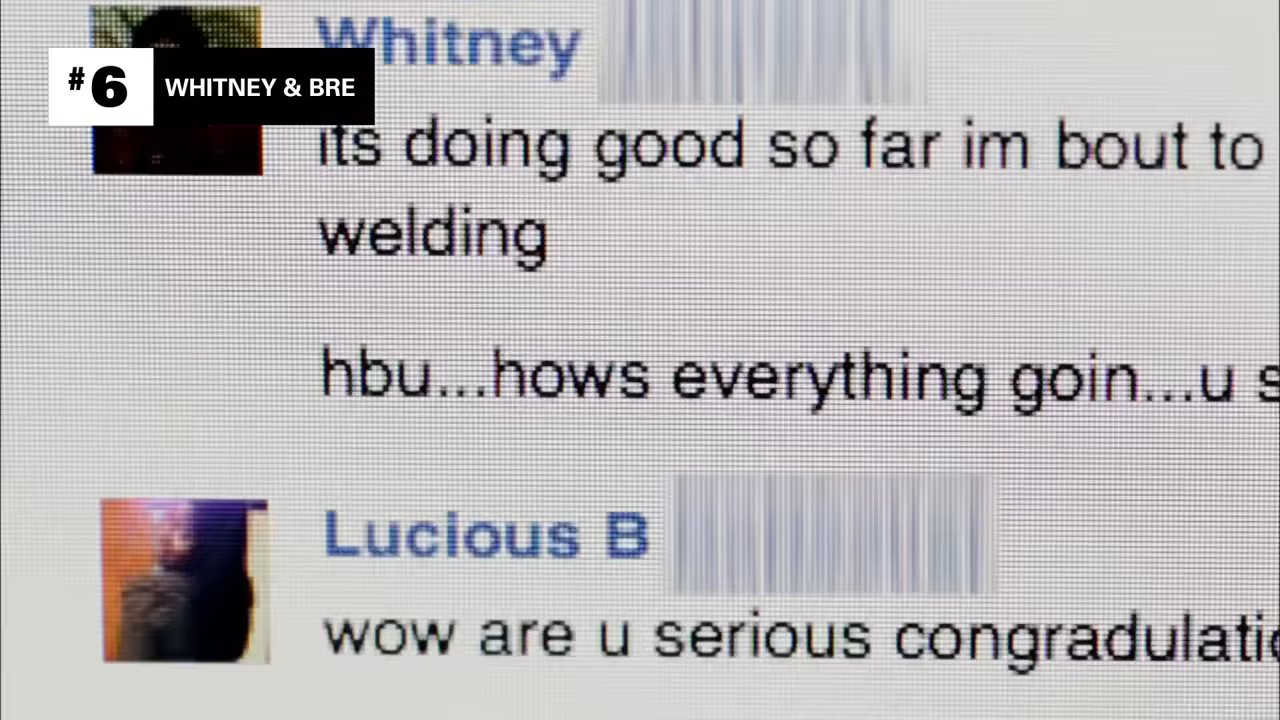 Whitney
#6 WHITNEY & BRE
its doing good so far im bout to
welding
hbu...hows everything goin...u s
Lucious B
wow are u serious congradulati